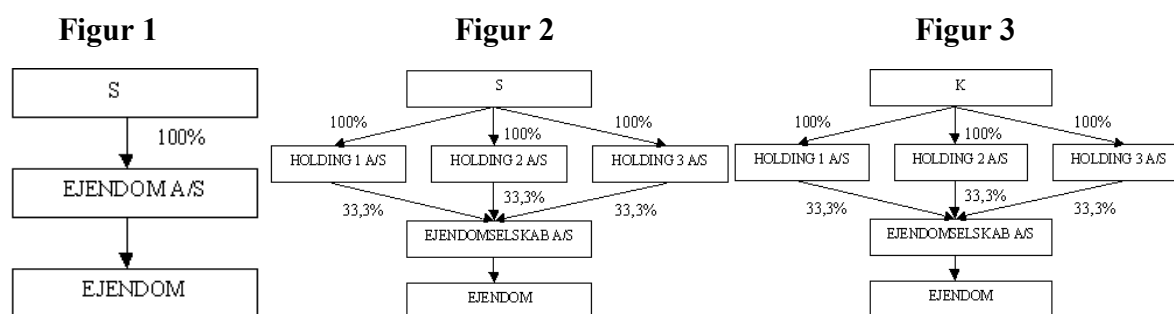 Figur 1
S
100%
EJENDOM A/S
EJENDOM
Figur 2
S
100% 100% 100%
HOLDING 1 A/S HOLDING 2 A/S HOLDING 3 A/S
33,3% 33,3% 33,3%
EJENDOMSELSKAB A/S
EJENDOM
Figur 3
K
100% 100% 100%
HOLDING 1 A/S HOLDING 2 A/S HOLDING 3 A/S
33,3% 33,3% 33,3%
EJENDOMSELSKAB A/S
EJENDOM